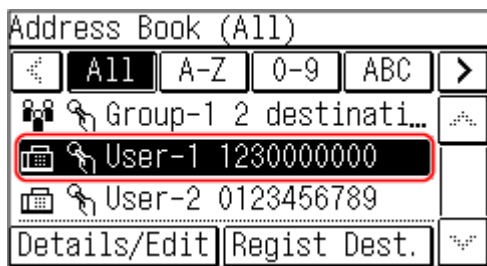 Address Book (All)
All A-Z 0-9 ABC >
Group-1 2 destinati...
User-1 1230000000
User-2 0123456789
Details/Edit Regist Dest.